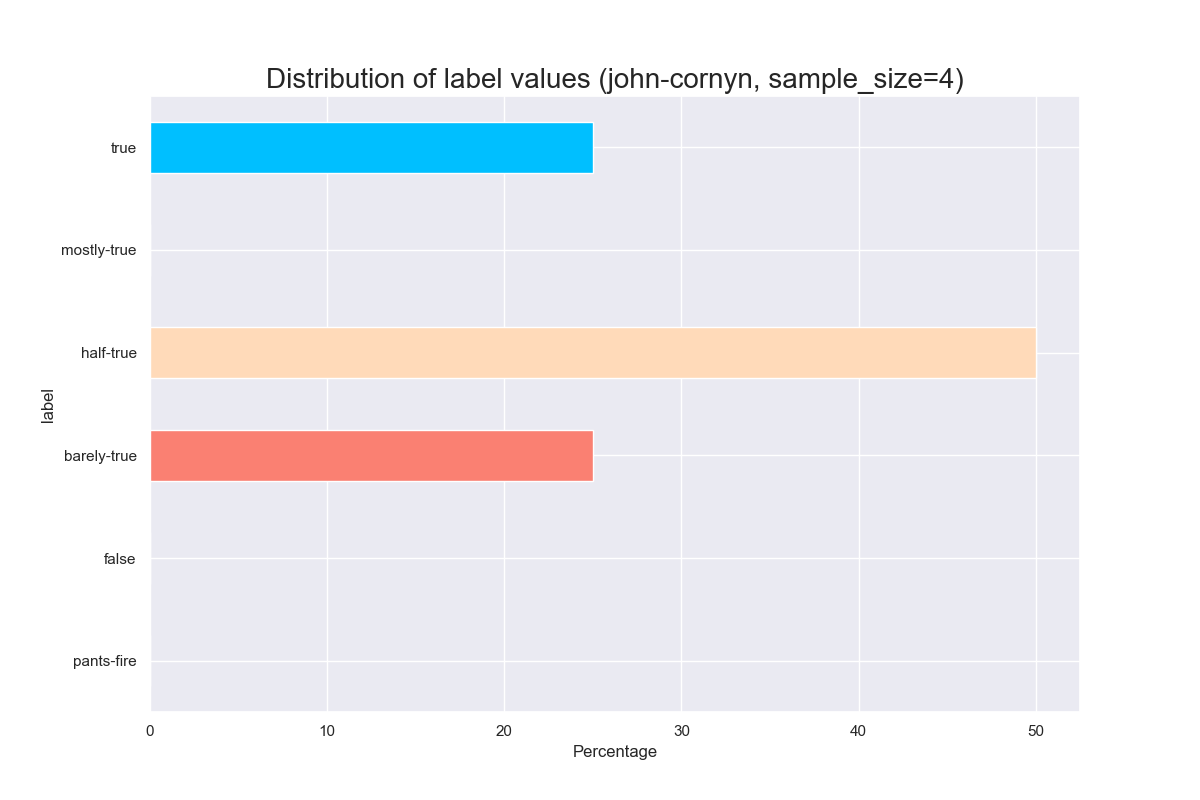 Distribution of label values (john-cornyn, sample_size=4)
true
mostly-true
half-true
barely-true
false
pants-fire
label
0 10 20 30 40 50
Percentage